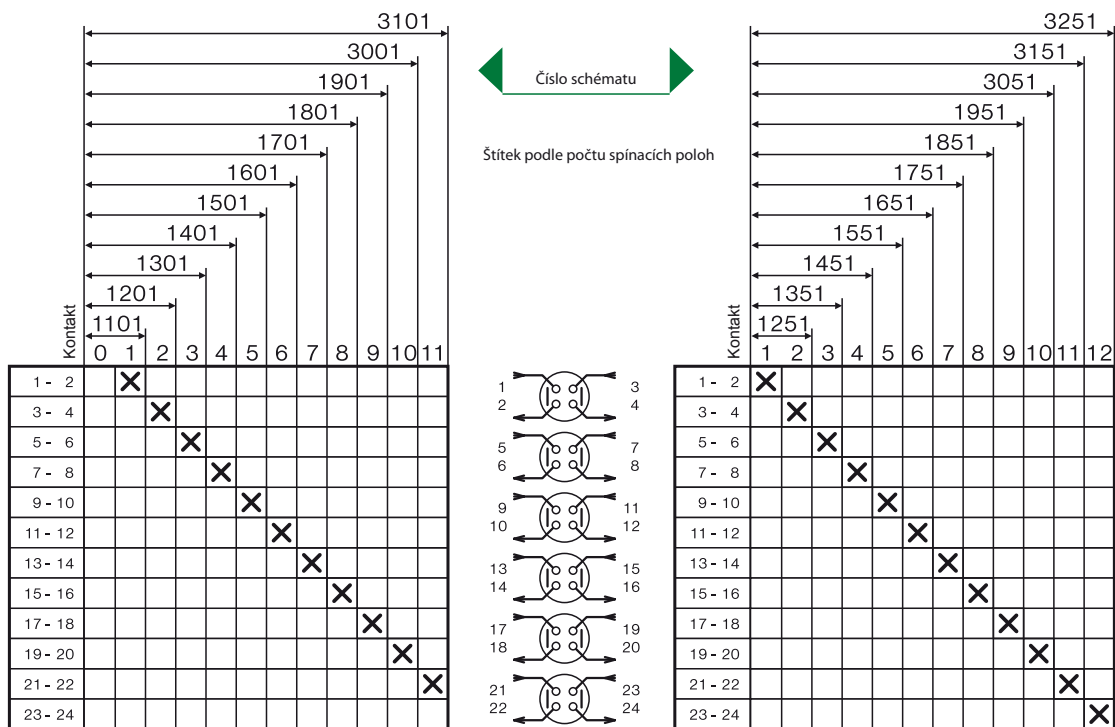 3101
3001
1901
1801
1701
1601
1501
1401
1301
1201
1101
Kontakt
0 1 2 3 4 5 6 7 8 9 10 11
1 - 2
3 - 4
5 - 6
7 - 8
9 - 10
11 - 12
13 - 14
15 - 16
17 - 18
19 - 20
21 - 22
23 - 24
Číslo schématu
Štítek podle počtu spínacích poloh
1 3
2 4
5 7
6 8
9 11
10 12
13 15
14 16
17 19
18 20
21 23
22 24
3251
3151
3051
1951
1851
1751
1651
1551
1451
1351
1251
Kontakt
1 2 3 4 5 6 7 8 9 10 11 12
1 - 2
3 - 4
5 - 6
7 - 8
9 - 10
11 - 12
13 - 14
15 - 16
17 - 18
19 - 20
21 - 22
23 - 24